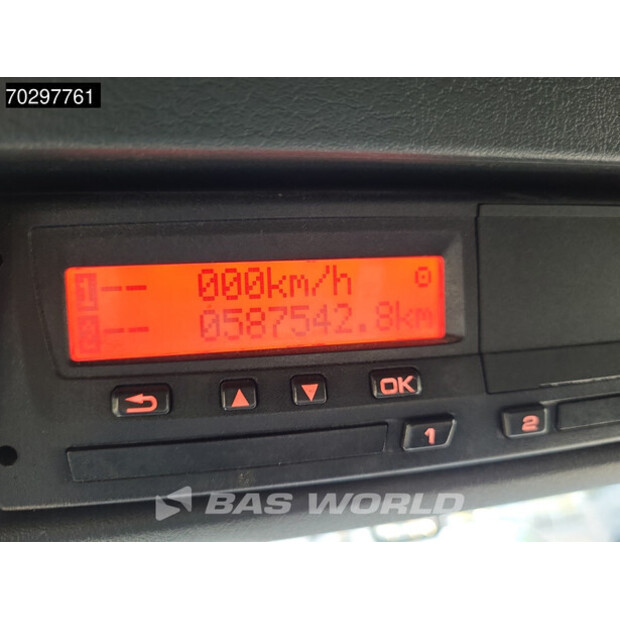 70297761
1 -- 000km/h
2 -- 0587542.8km
OK
1
2
BAS WORLD